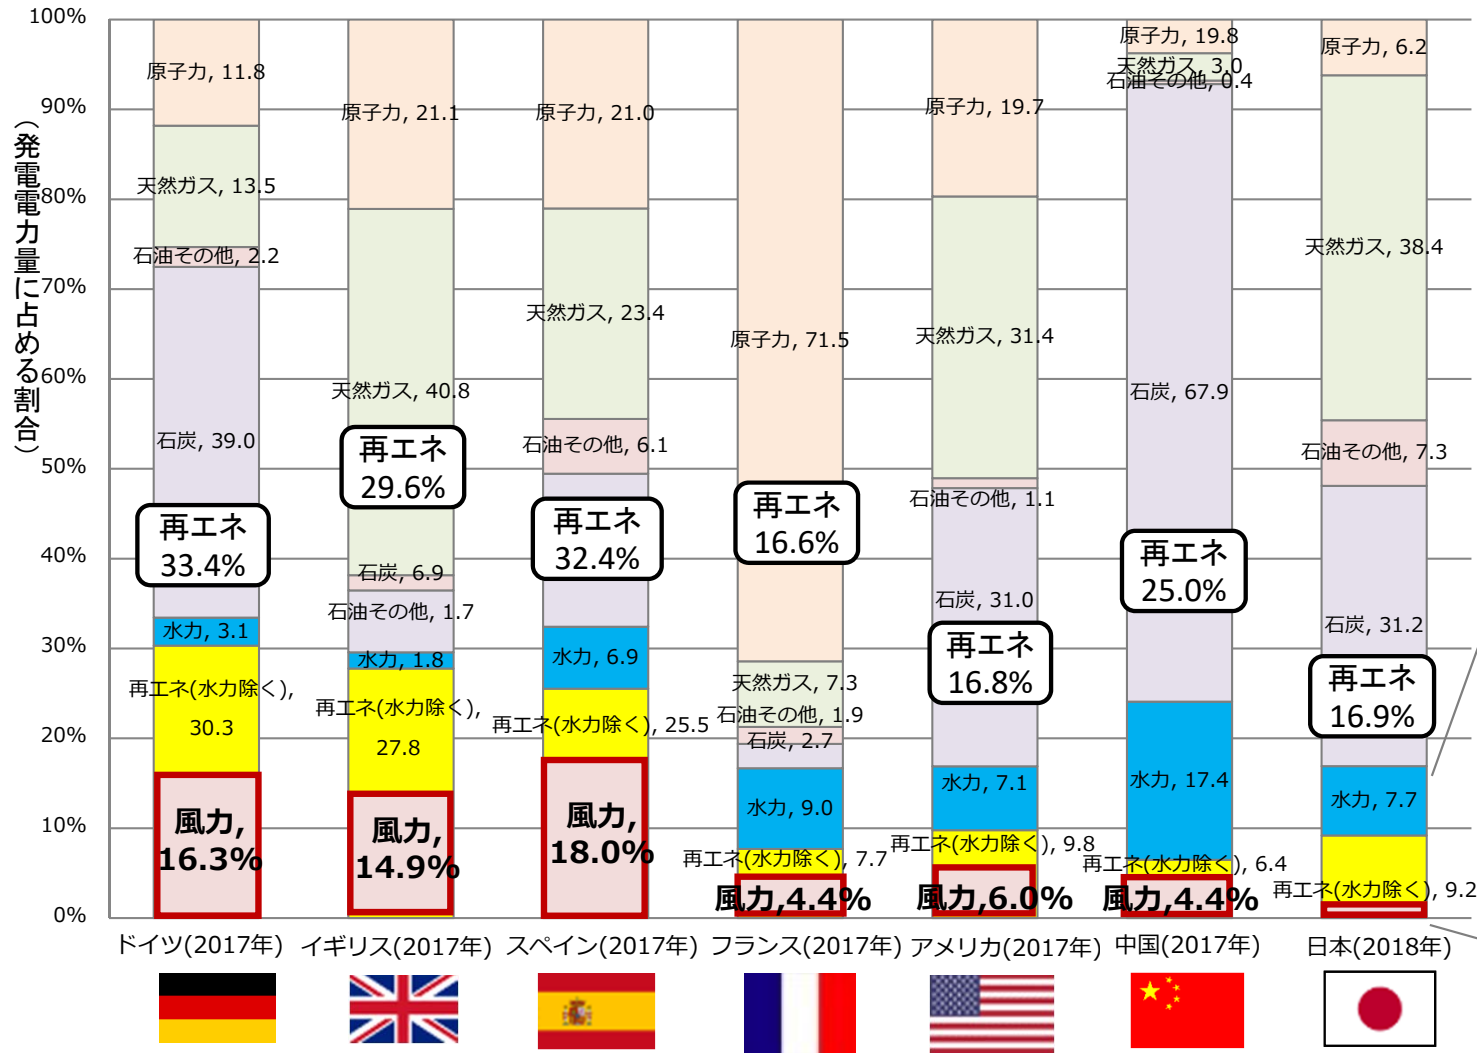 (発電電力量に占める割合)
100%
90%
80%
70%
60%
50%
40%
30%
20%
10%
0%
原子力, 11.8
天然ガス, 13.5
石油その他, 2.2
石炭, 39.0
再エネ
33.4%
水力, 3.1
再エネ(水力除く),
30.3
風力,
16.3%
ドイツ(2017年)
原子力, 21.1
天然ガス, 40.8
再エネ
29.6%
石炭, 6.9
石油その他, 1.7
水力, 1.8
再エネ(水力除く),
27.8
風力,
14.9%
イギリス(2017年)
原子力, 21.0
天然ガス, 23.4
石油その他, 6.1
再エネ
32.4%
水力, 6.9
再エネ(水力除く), 25.5
風力,
18.0%
スペイン(2017年)
原子力, 71.5
再エネ
16.6%
天然ガス, 7.3
石油その他, 1.9
石炭, 2.7
水力, 9.0
再エネ(水力除く), 7.7
風力,4.4%
フランス(2017年)
原子力, 19.7
天然ガス, 31.4
石油その他, 1.1
石炭, 31.0
再エネ
16.8%
水力, 7.1
再エネ(水力除く), 9.8
風力,6.0%
アメリカ(2017年)
原子力, 19.8
天然ガス, 3.0
石油その他, 0.4
石炭, 67.9
再エネ
25.0%
水力, 17.4
再エネ(水力除く), 6.4
風力,4.4%
中国(2017年)
原子力, 6.2
天然ガス, 38.4
石油その他, 7.3
石炭, 31.2
再エネ
16.9%
水力, 7.7
再エネ(水力除く), 9.2
日本(2018年)